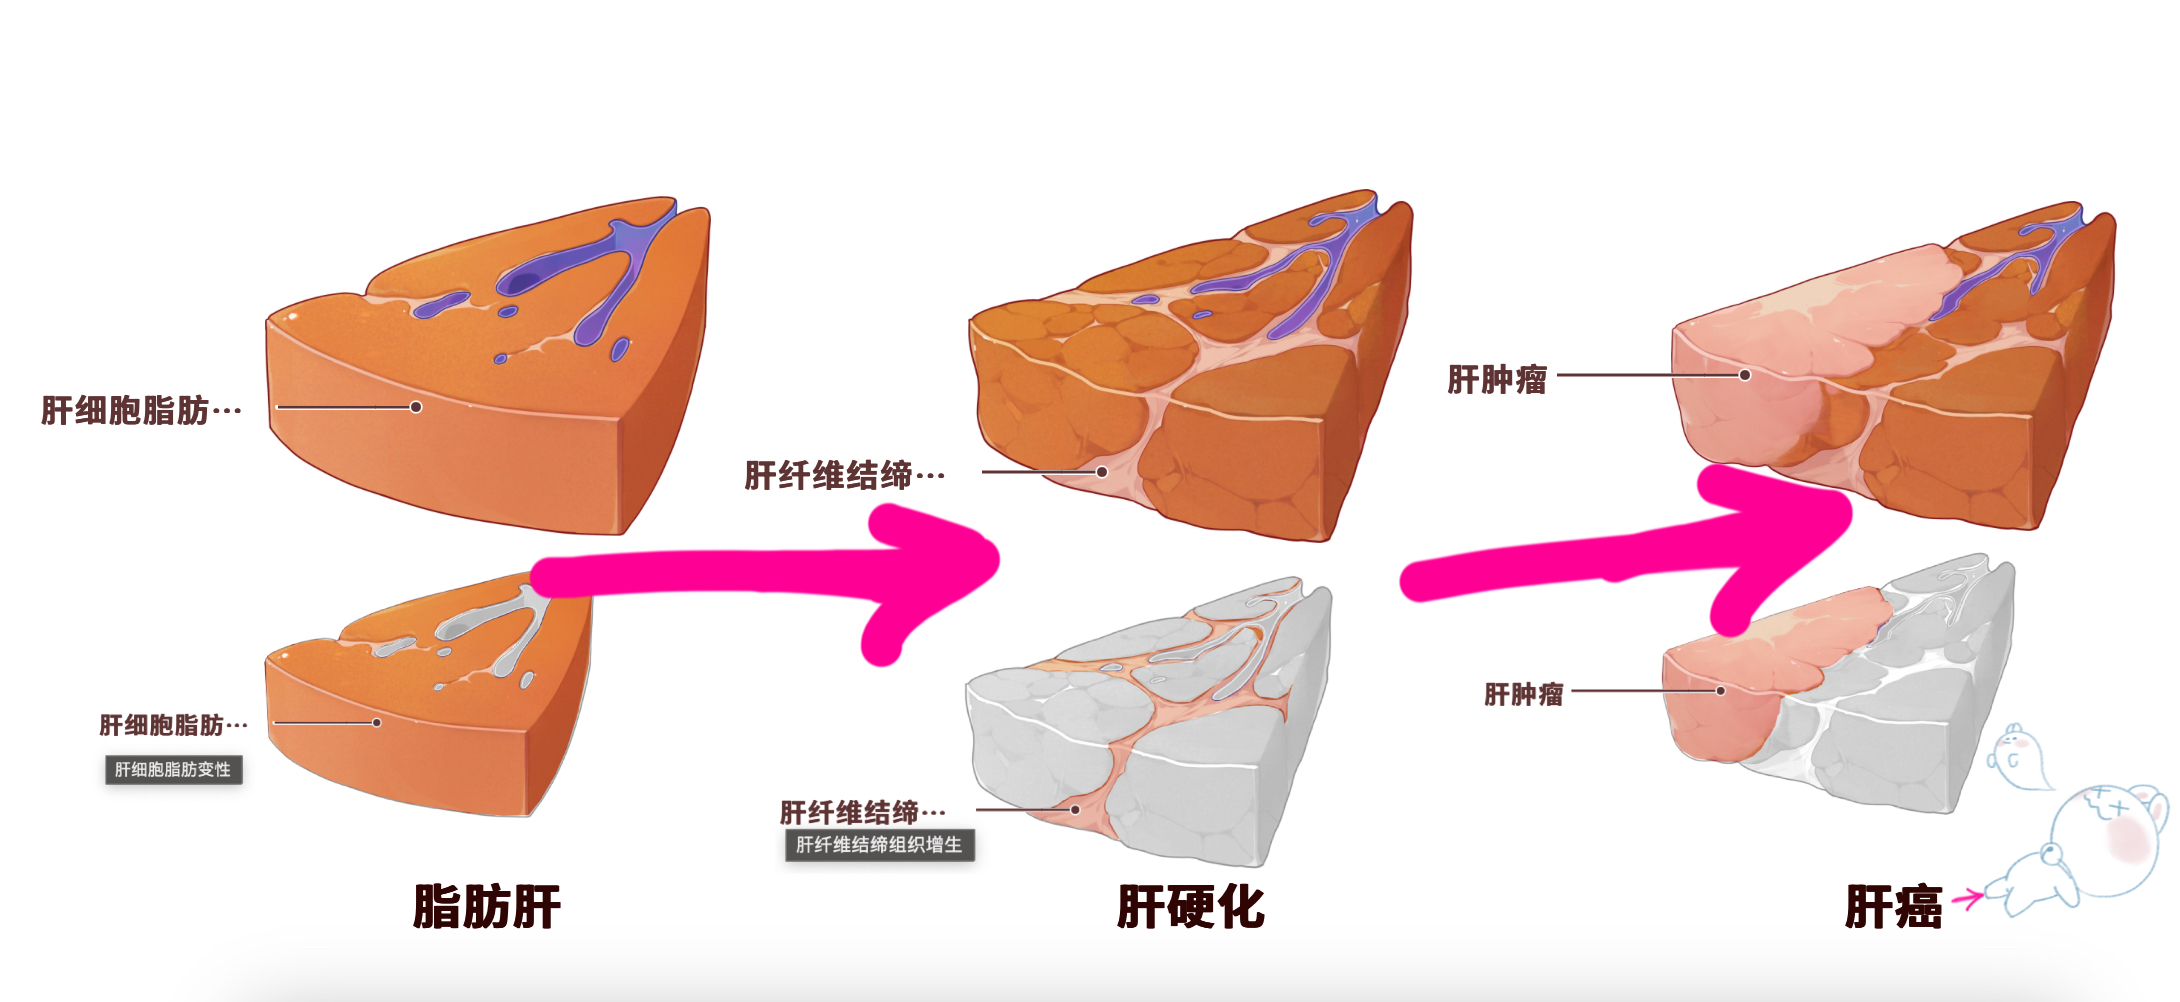 肝细胞脂肪…
肝纤维结缔…
肝肿瘤
肝细胞脂肪…
肝细胞脂肪变性
肝纤维结缔…
肝纤维结缔组织增生
肝肿瘤
脂肪肝
肝硬化
肝癌